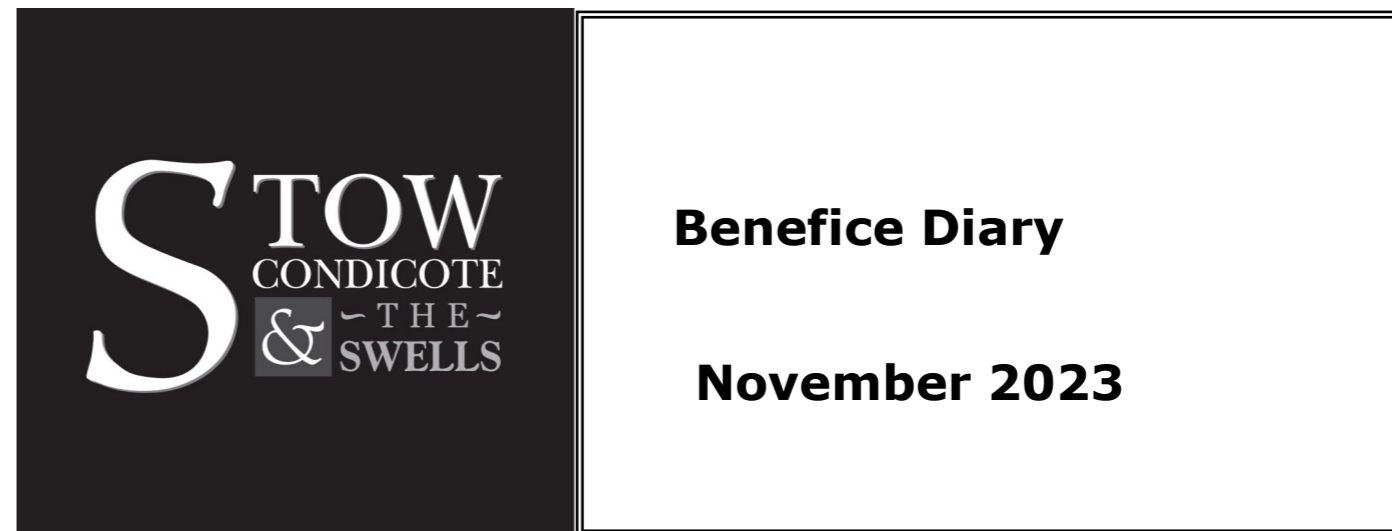 STOW
CONDICOTE
& ~THE~
SWELLS
Benefice Diary
November 2023